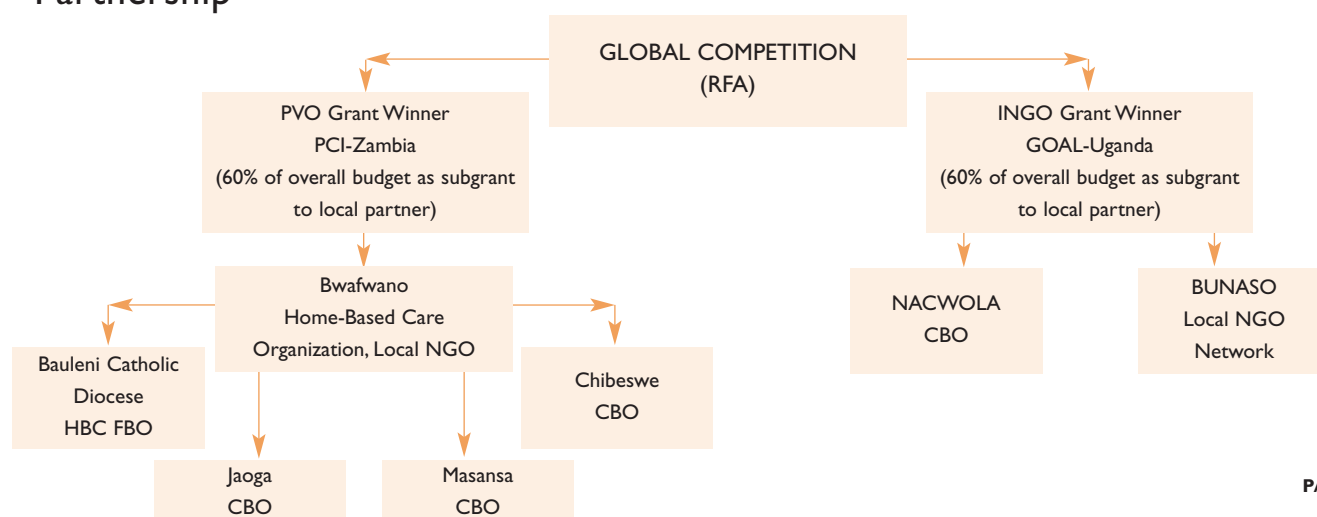 Partnership
GLOBAL COMPETITION
(RFA)
PVO Grant Winner
PCI-Zambia
(60% of overall budget as subgrant
to local partner)
INGO Grant Winner
GOAL-Uganda
(60% of overall budget as subgrant
to local partner)
Bwafwano
Home-Based Care
Organization, Local NGO
NACWOLA
CBO
BUNASO
Local NGO
Network
Bauleni Catholic
Diocese
HBC FBO
Chibeswe
CBO
Jaoga
CBO
Masansa
CBO